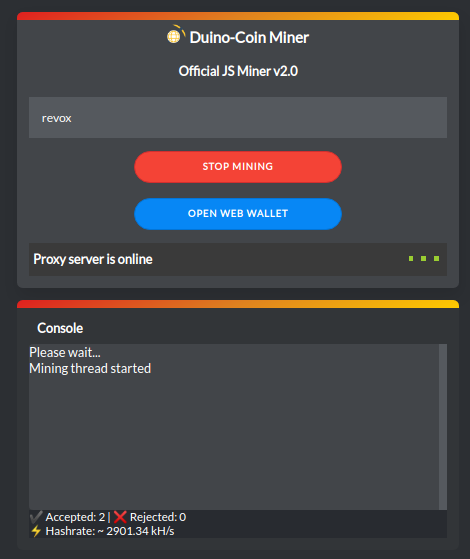 Duino-Coin Miner
Official JS Miner v2.0
revox
STOP MINING
OPEN WEB WALLET
Proxy server is online
Console
Please wait...
Mining thread started
✔️ Accepted: 2 | ❌ Rejected: 0
⚡ Hashrate: ~ 2901.34 kH/s